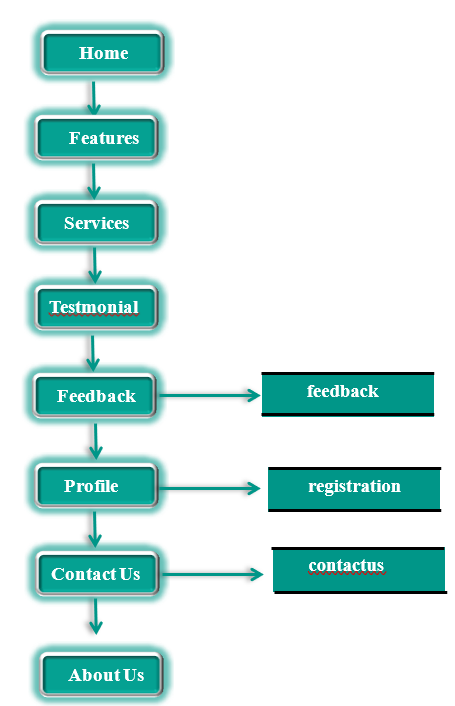 Home
Features
Services
Testmonial
Feedback
feedback
Profile
registration
Contact Us
contactus
About Us